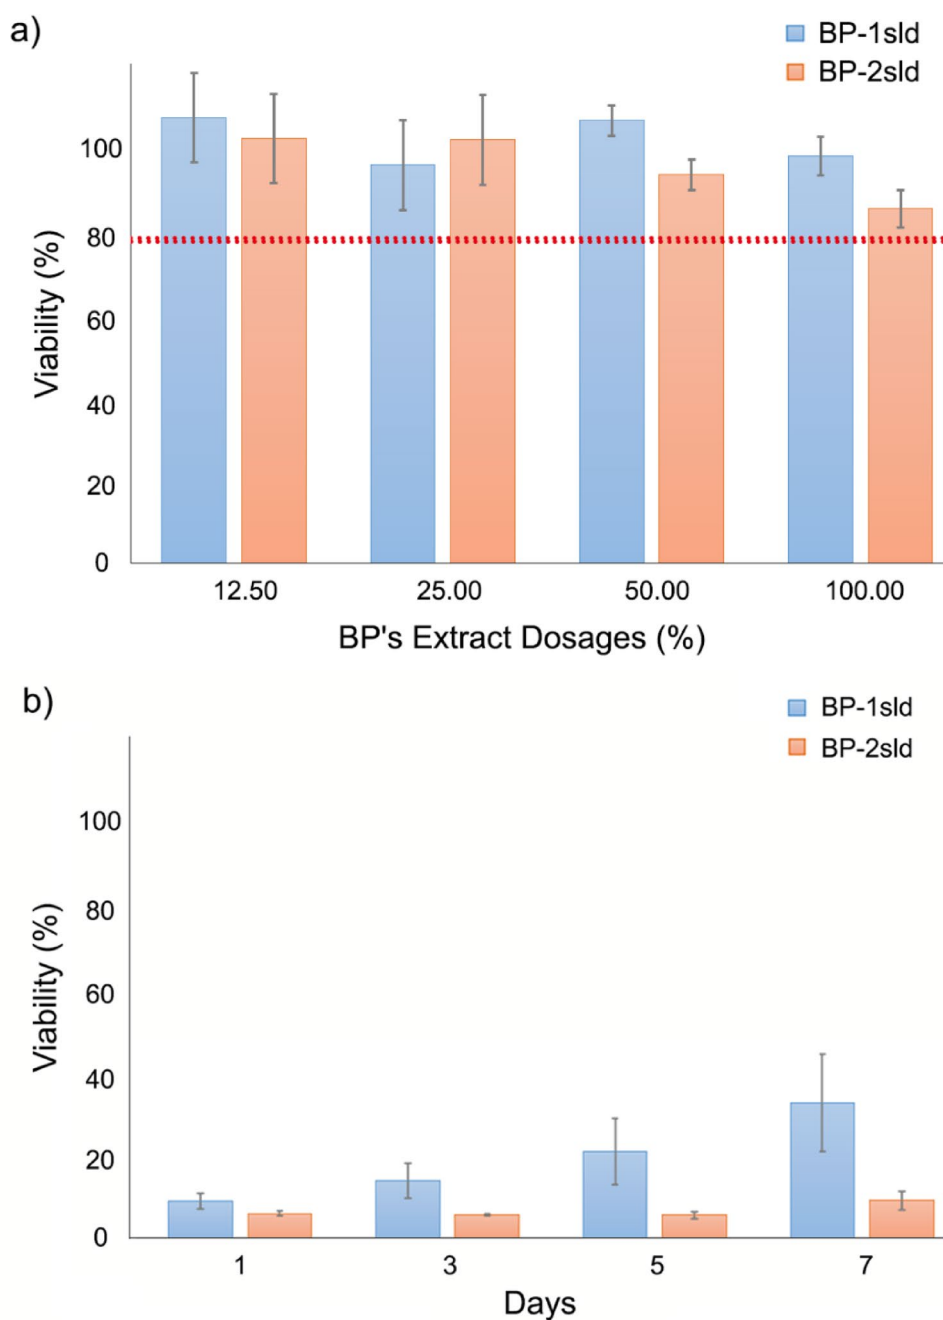 a)
BP-1sld
BP-2sld
100
80
60
40
20
0
Viability (%)
12.50 25.00 50.00 100.00
BP's Extract Dosages (%)
b)
BP-1sld
BP-2sld
100
80
60
40
20
0
Viability (%)
1 3 5 7
Days